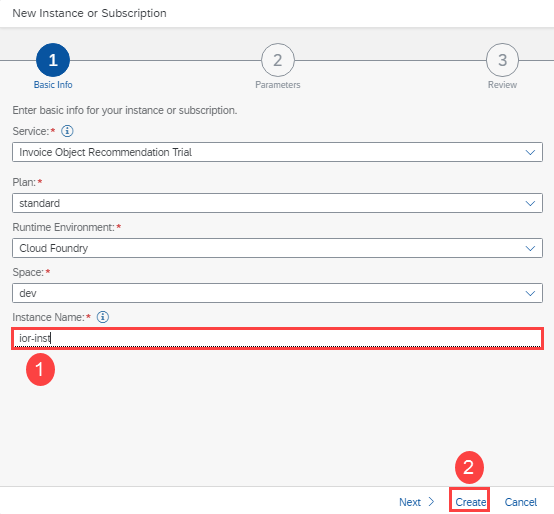 New Instance or Subscription
1 2 3
Basic Info Parameters Review
Enter basic info for your instance or subscription.
Service:*
Invoice Object Recommendation Trial
Plan:*
standard
Runtime Environment:*
Cloud Foundry
Space:*
dev
Instance Name:*
ior-inst
1
2
Next Create Cancel